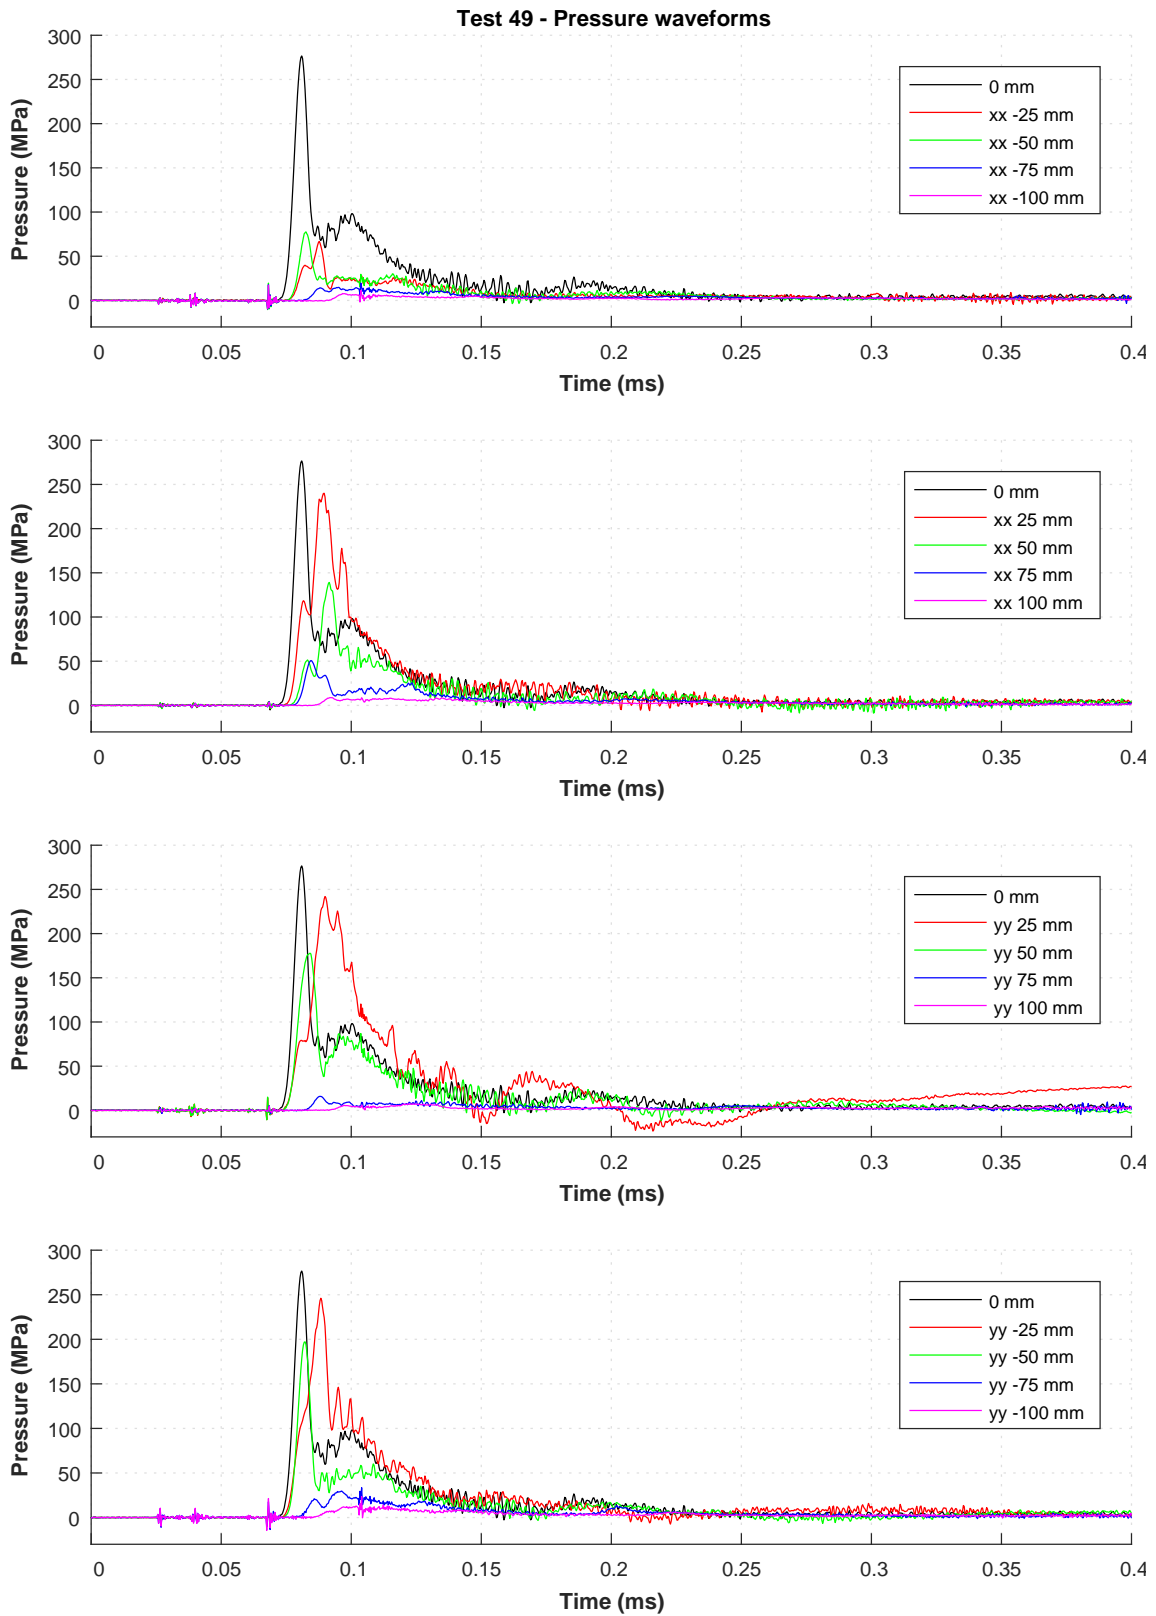 Test 49 - Pressure waveforms
300
250
200
150
100
50
0
Pressure (MPa)
0 mm
xx -25 mm
xx -50 mm
xx -75 mm
xx -100 mm
0 0.05 0.1 0.15 0.2 0.25 0.3 0.35 0.4
Time (ms)
300
250
200
150
100
50
0
Pressure (MPa)
0 mm
xx 25 mm
xx 50 mm
xx 75 mm
xx 100 mm
0 0.05 0.1 0.15 0.2 0.25 0.3 0.35 0.4
Time (ms)
300
250
200
150
100
50
0
Pressure (MPa)
0 mm
yy 25 mm
yy 50 mm
yy 75 mm
yy 100 mm
0 0.05 0.1 0.15 0.2 0.25 0.3 0.35 0.4
Time (ms)
300
250
200
150
100
50
0
Pressure (MPa)
0 mm
yy -25 mm
yy -50 mm
yy -75 mm
yy -100 mm
0 0.05 0.1 0.15 0.2 0.25 0.3 0.35 0.4
Time (ms)